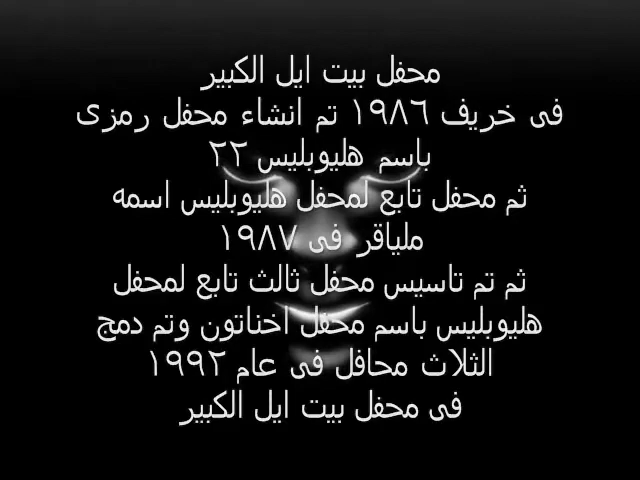 محفل بيت ايل الكبير
فى خريف ١٩٨٦ تم انشاء محفل رمزى
باسم هليوبليس ٢٢
ثم محفل تابع لمحفل هليوبليس اسمه
ملياقر فى ١٩٨٧
ثم تم تاسيس محفل ثالث تابع لمحفل
هليوبليس باسم محفل اخناتون وتم دمج
الثلاث محافل فى عام ١٩٩٢
فى محفل بيت ايل الكبير